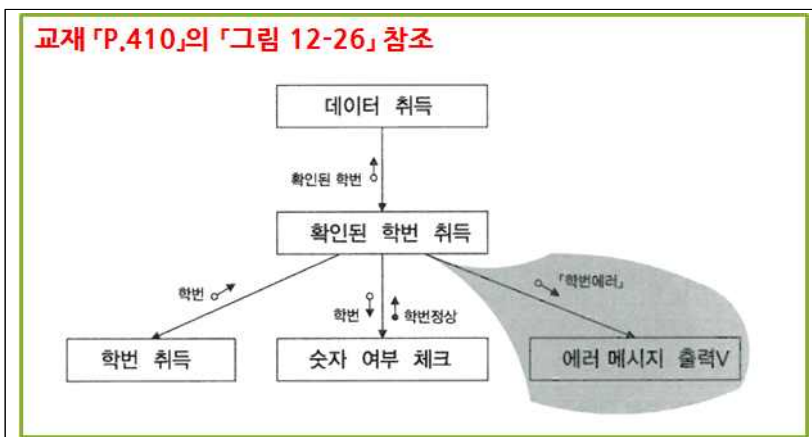 교재 「P.410」의 「그림 12-26」 참조
데이터 취득
확인된 학번
확인된 학번 취득
학번
학번
학번정상
「학번에러」
학번 취득
숫자 여부 체크
에러 메시지 출력V